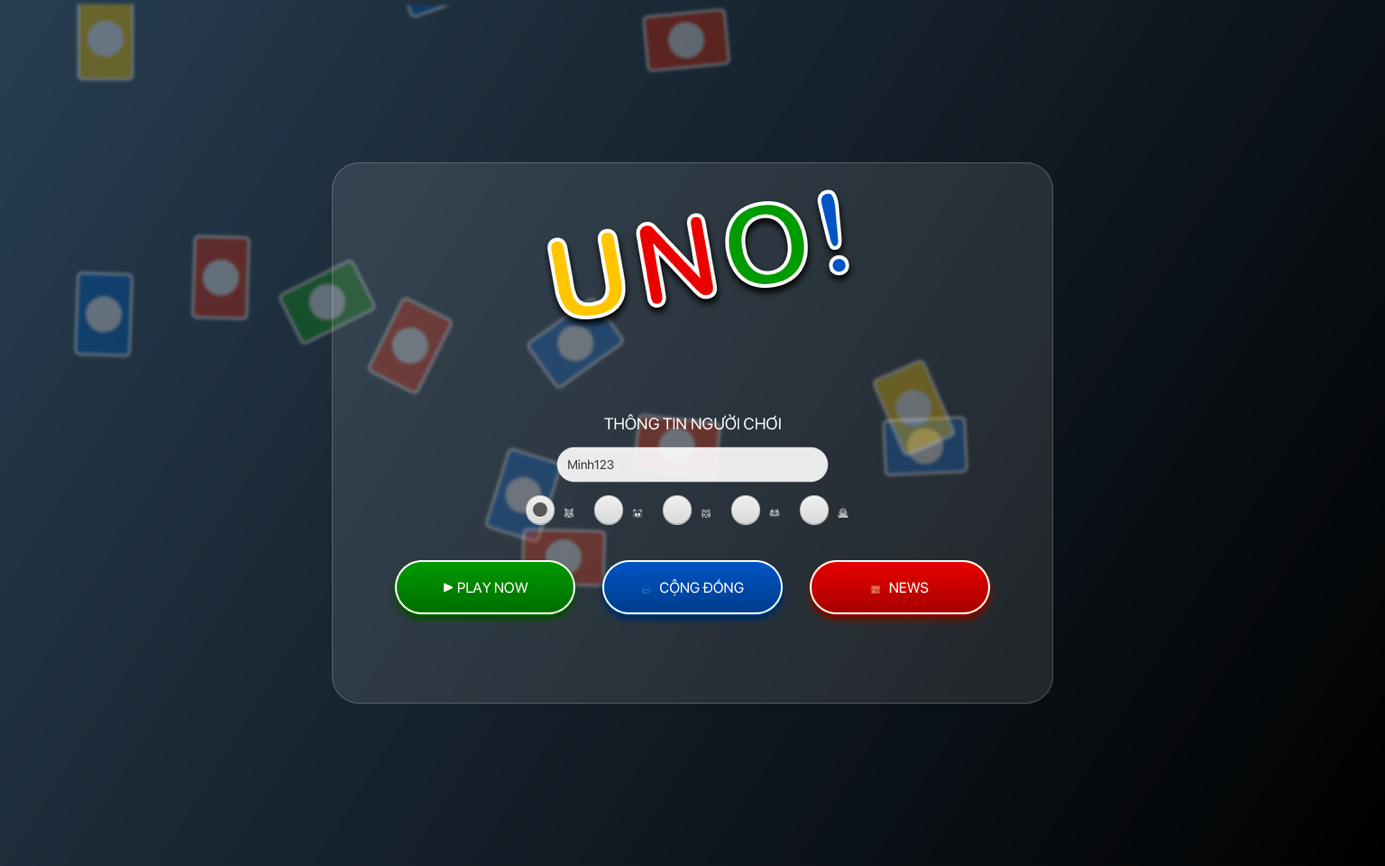 UNO!
THÔNG TIN NGƯỜI CHƠI
Minh123
▶ PLAY NOW
CỘNG ĐỒNG
NEWS